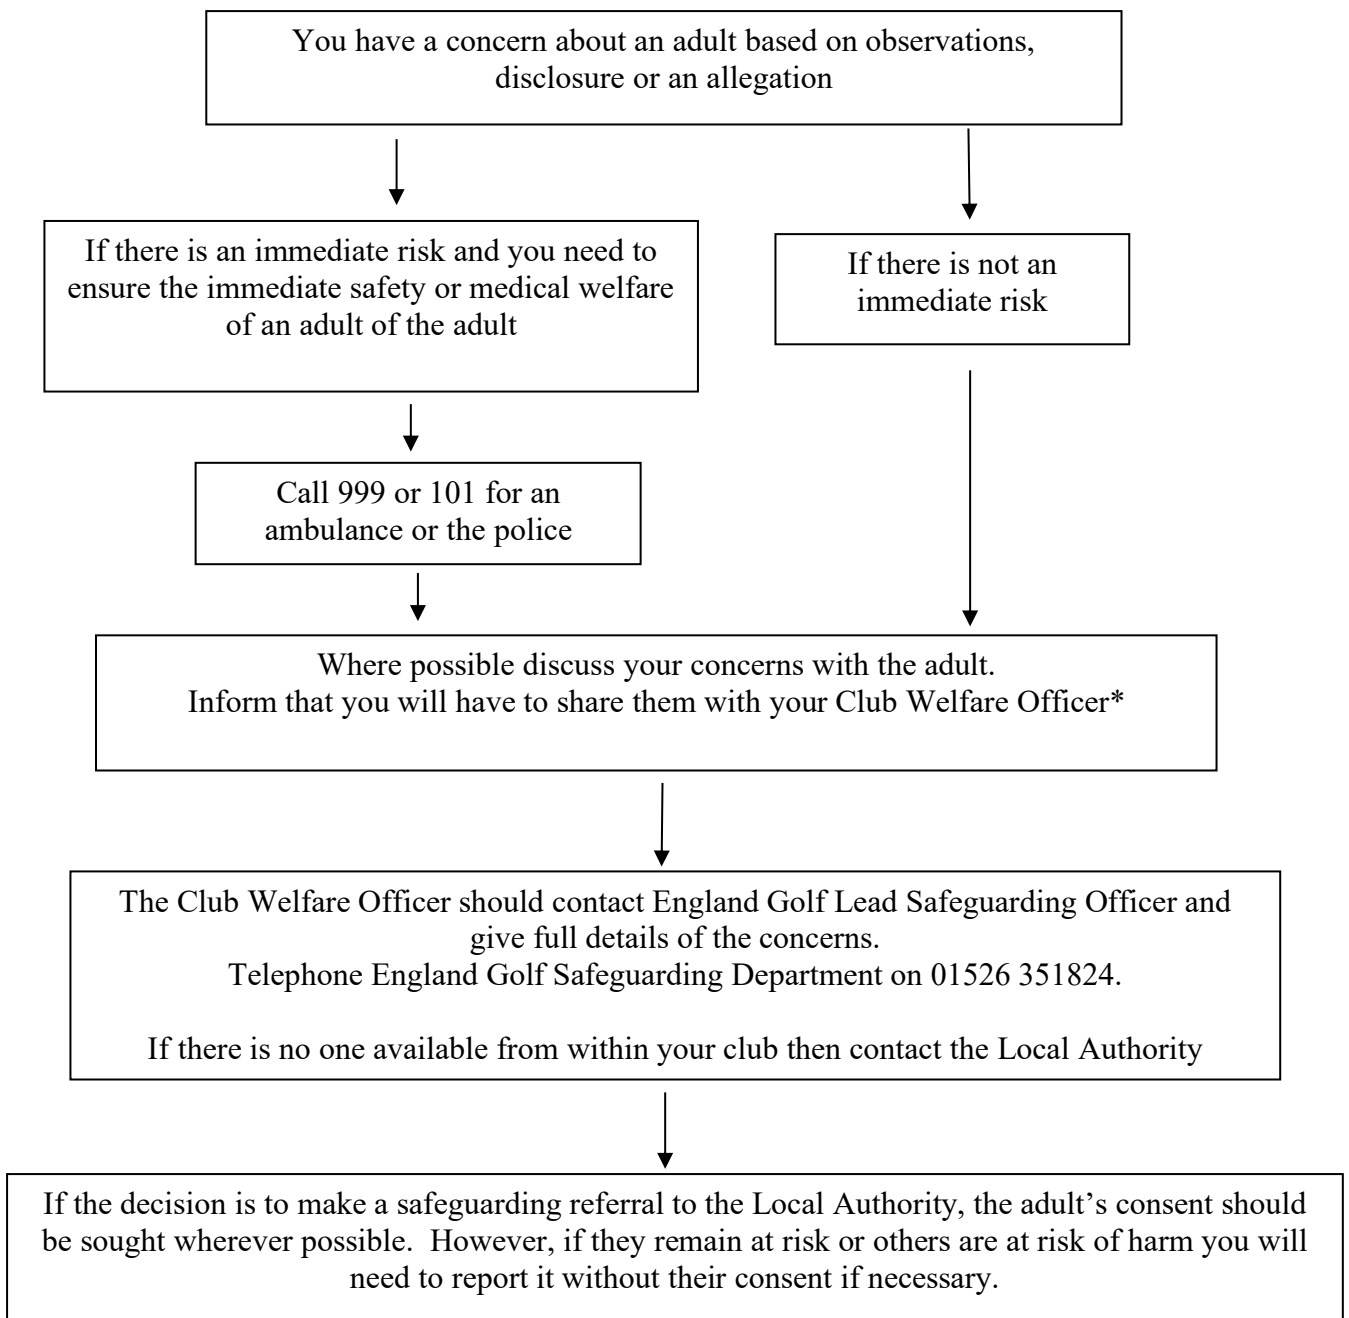 You have a concern about an adult based on observations,
disclosure or an allegation
If there is an immediate risk and you need to
ensure the immediate safety or medical welfare
of an adult of the adult
If there is not an
immediate risk
Call 999 or 101 for an
ambulance or the police
Where possible discuss your concerns with the adult.
Inform that you will have to share them with your Club Welfare Officer*
The Club Welfare Officer should contact England Golf Lead Safeguarding Officer and
give full details of the concerns.
Telephone England Golf Safeguarding Department on 01526 351824.
If there is no one available from within your club then contact the Local Authority
If the decision is to make a safeguarding referral to the Local Authority, the adult’s consent should
be sought wherever possible.  However, if they remain at risk or others are at risk of harm you will
need to report it without their consent if necessary.